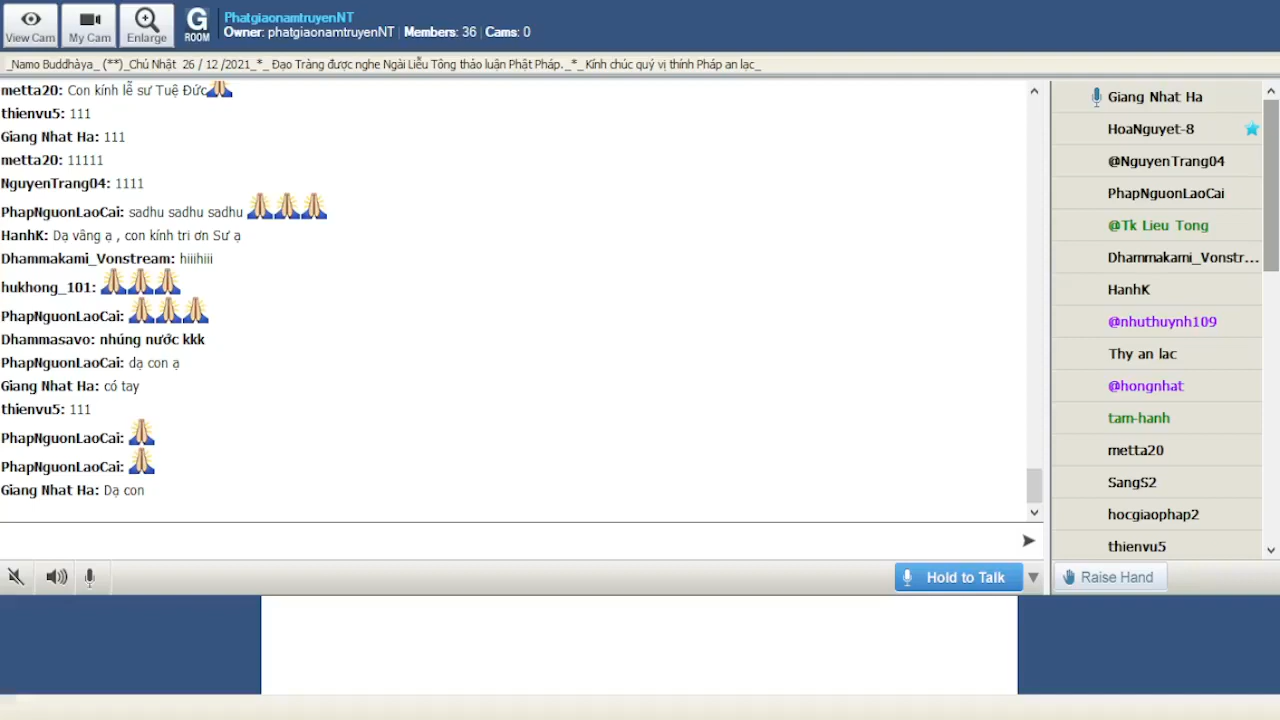 View Cam
My Cam
Enlarge
G
ROOM
PhatgiaonamtruyenNT
Owner: phatgiaonamtruyenNT | Members: 36 | Cams: 0
_Namo Buddhàya_ (**)_Chủ Nhật 26 / 12 /2021_*_ Đạo Tràng được nghe Ngài Liễu Tông thảo luận Phật Pháp._*_Kính chúc quý vị thính Pháp an lạc_
metta20: Con kính lễ sư Tuệ Đức
thienvu5: 111
Giang Nhat Ha: 111
metta20: 11111
NguyenTrang04: 1111
PhapNguonLaoCai: sadhu sadhu sadhu
HanhK: Dạ vâng ạ , con kính tri ơn Sư ạ
Dhammakami_Vonstream: hiiihiii
hukhong_101:
PhapNguonLaoCai:
Dhammasavo: nhúng nước kkk
PhapNguonLaoCai: dạ con ạ
Giang Nhat Ha: có tay
thienvu5: 111
PhapNguonLaoCai:
PhapNguonLaoCai:
Giang Nhat Ha: Dạ con
Hold to Talk
Giang Nhat Ha
HoaNguyet-8
@NguyenTrang04
PhapNguonLaoCai
@Tk Lieu Tong
Dhammakami_Vonstr...
HanhK
@nhuthuynh109
Thy an lac
@hongnhat
tam-hanh
metta20
SangS2
hocgiaophap2
thienvu5
Raise Hand